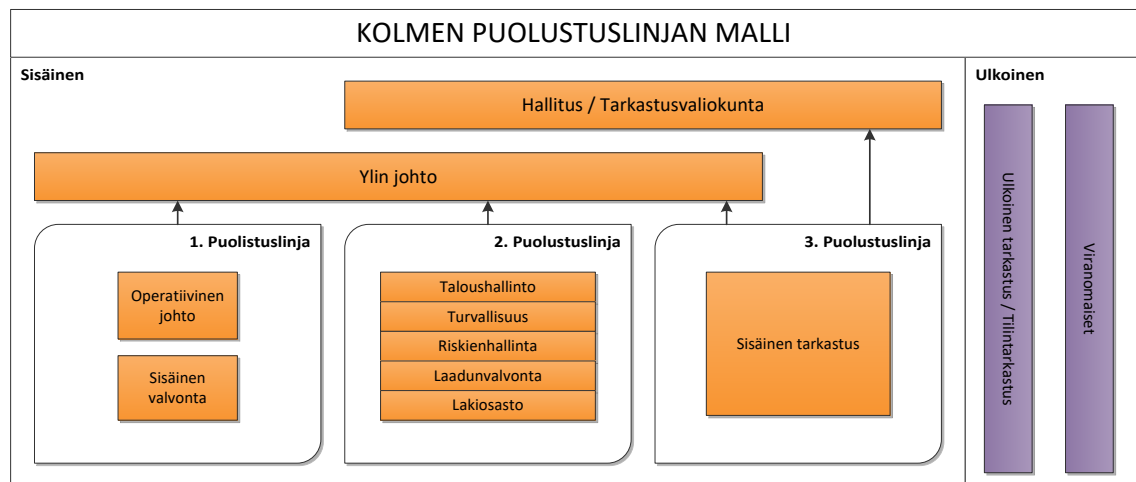 KOLMEN PUOLUSTUSLINJAN MALLI
Sisäinen
Hallitus / Tarkastusvaliokunta
Ylin johto
1. Puolistuslinja
Operatiivinen
johto
Sisäinen
valvonta
2. Puolustuslinja
Taloushallinto
Turvallisuus
Riskienhallinta
Laadunvalvonta
Lakiosasto
3. Puolustuslinja
Sisäinen tarkastus
Ulkoinen
Ulkoinen tarkastus / Tilintarkastus
Viranomaiset